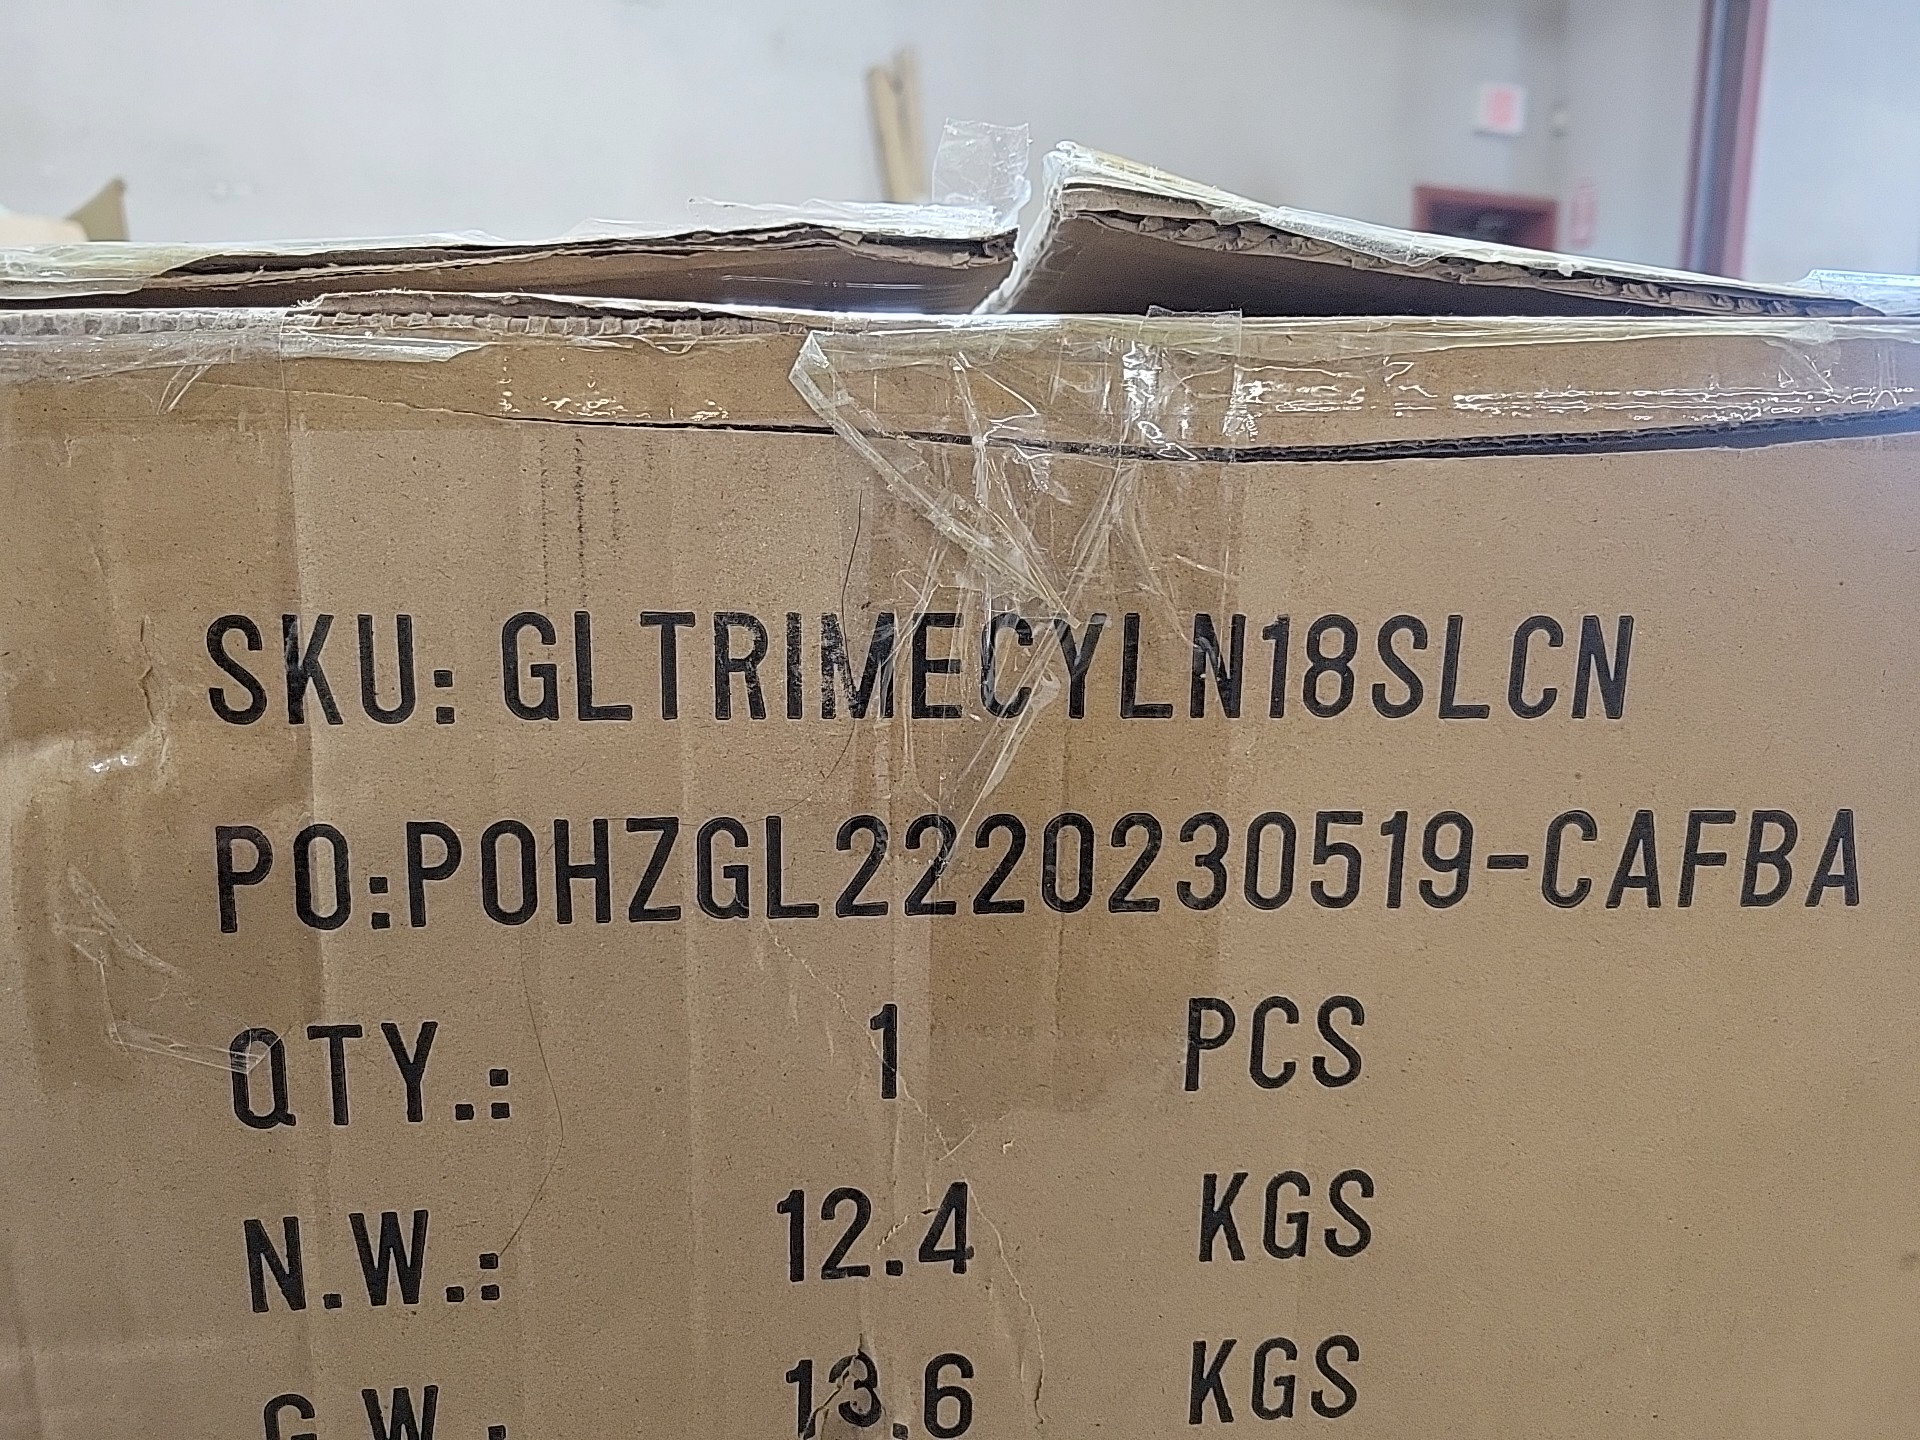 SKU: GLTRIMECYLN18SLCN
PO:POHZGL2220230519-CAFBA
QTY.: 1 PCS
N.W.: 12.4 KGS
G.W.: 13.6 KGS